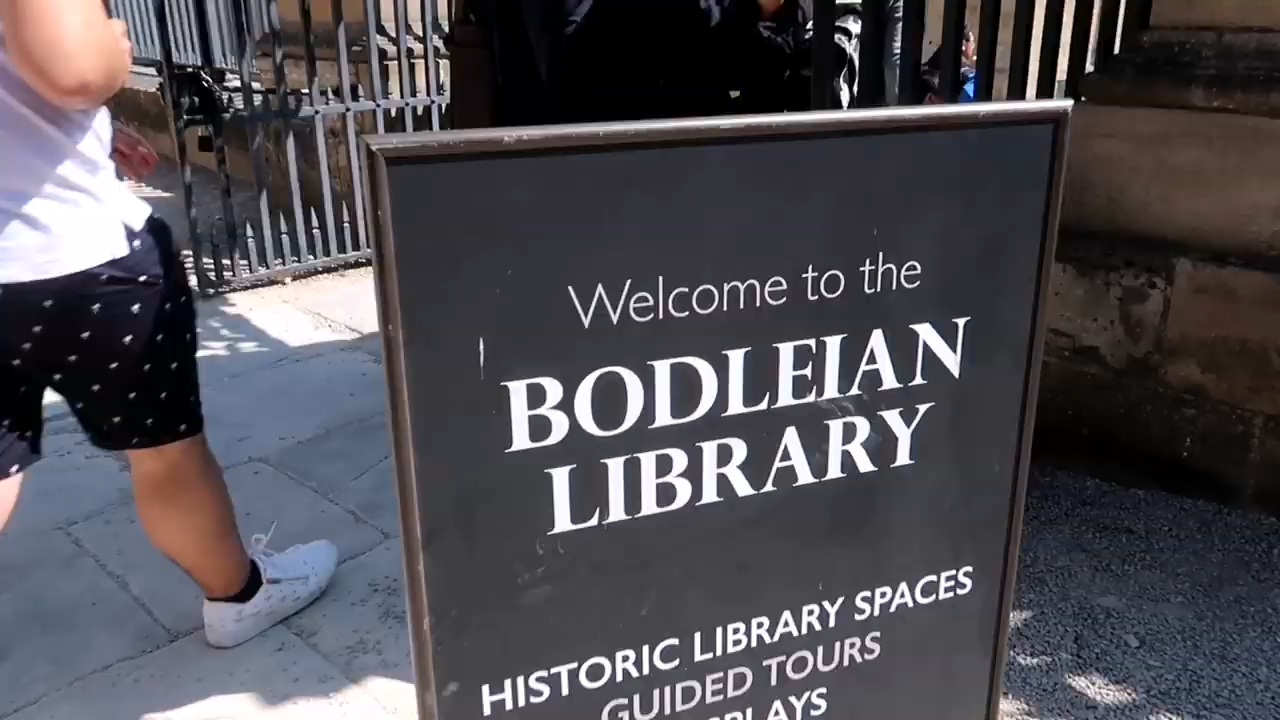 Welcome to the
BODLEIAN
LIBRARY
HISTORIC LIBRARY SPACES
GUIDED TOURS